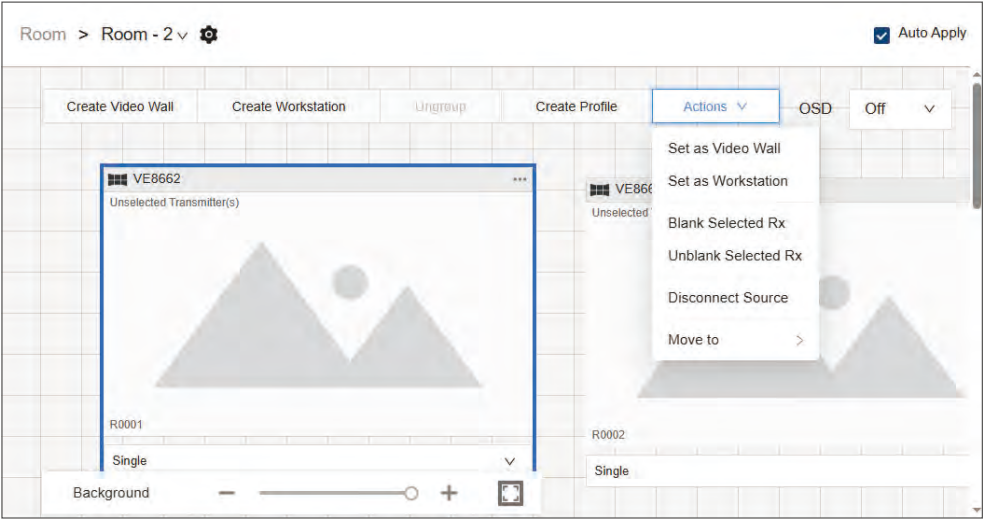 Room > Room - 2
Auto Apply
Create Video Wall Create Workstation Ungroup Create Profile Actions OSD Off
Set as Video Wall
Set as Workstation
Blank Selected Rx
Unblank Selected Rx
Disconnect Source
Move to >
VE8662 ...
Unselected Transmitter(s)
R0001
Single
VE866
Unselected
R0002
Single
Background